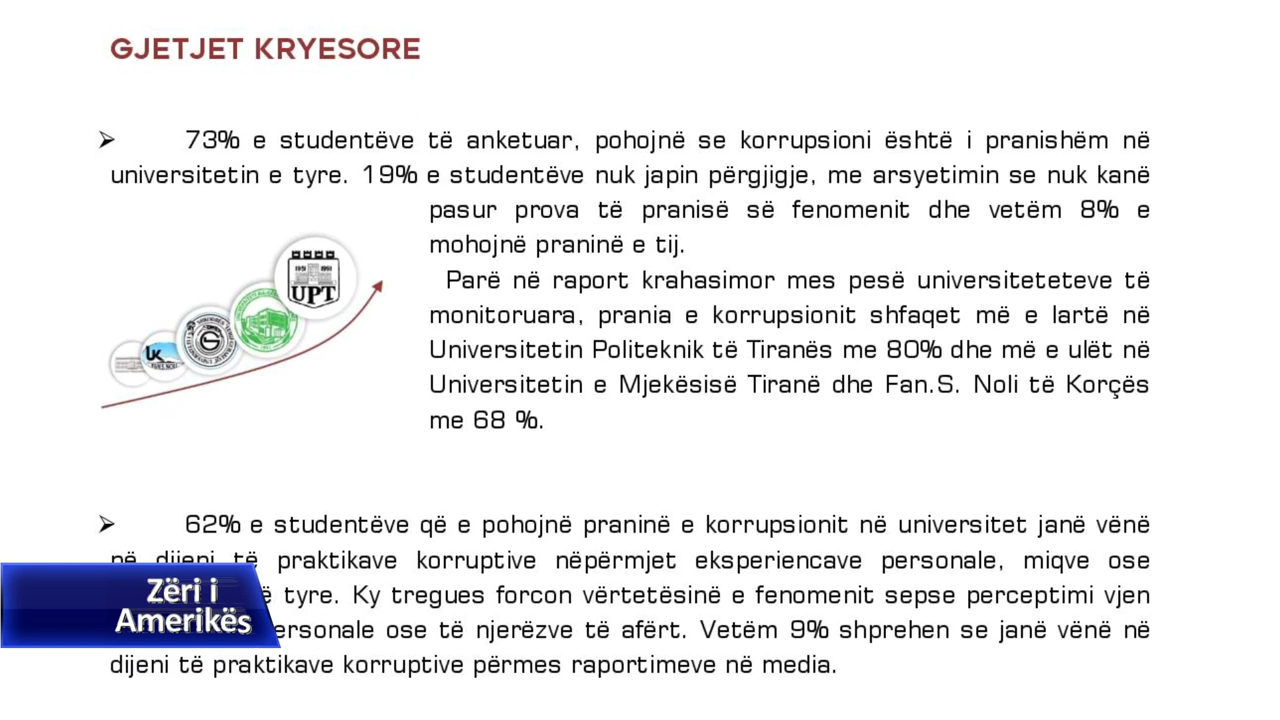 GJETJET KRYESORE
➢ 73% e studentëve të anketuar, pohojnë se korrupsioni është i pranishëm në
universitetin e tyre. 19% e studentëve nuk japin përgjigje, me arsyetimin se nuk kanë
pasur prova të pranisë së fenomenit dhe vetëm 8% e
mohojnë praninë e tij.
Parë në raport krahasimor mes pesë universiteteteve të
monitoruara, prania e korrupsionit shfaqet më e lartë në
Universitetin Politeknik të Tiranës me 80% dhe më e ulët në
Universitetin e Mjekësisë Tiranë dhe Fan.S. Noli të Korçës
me 68 %.
UPT
UK
➢ 62% e studentëve që e pohojnë praninë e korrupsionit në universitet janë vënë
në dijeni të praktikave korruptive nëpërmjet eksperiencave personale, miqve ose
të tyre. Ky tregues forcon vërtetësinë e fenomenit sepse perceptimi vjen
personale ose të njerëzve të afërt. Vetëm 9% shprehen se janë vënë në
dijeni të praktikave korruptive përmes raportimeve në media.
Zëri i
Amerikës